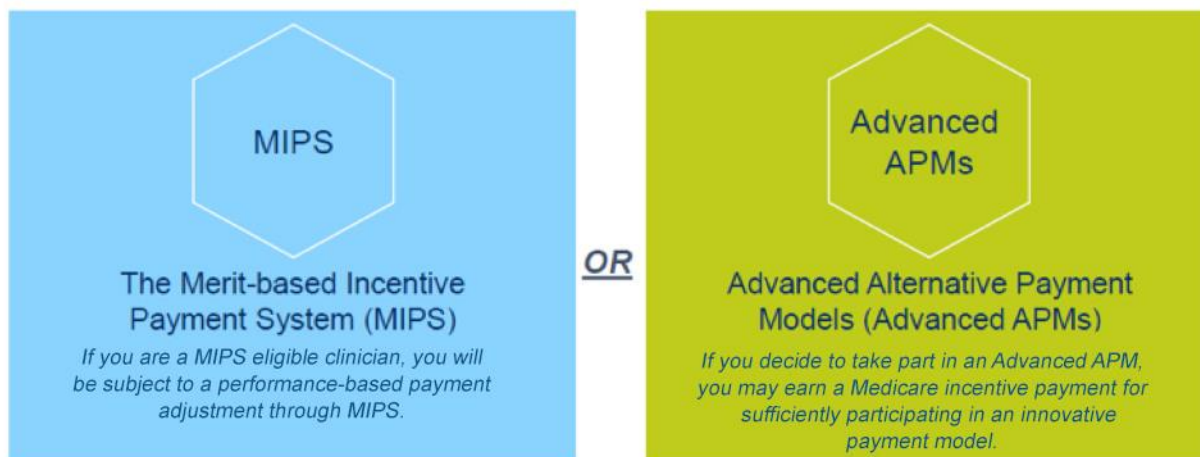 MIPS
The Merit-based Incentive
Payment System (MIPS)
If you are a MIPS eligible clinician, you will
be subject to a performance-based payment
adjustment through MIPS.
OR
Advanced
APMs
Advanced Alternative Payment
Models (Advanced APMs)
If you decide to take part in an Advanced APM,
you may earn a Medicare incentive payment for
sufficiently participating in an innovative
payment model.